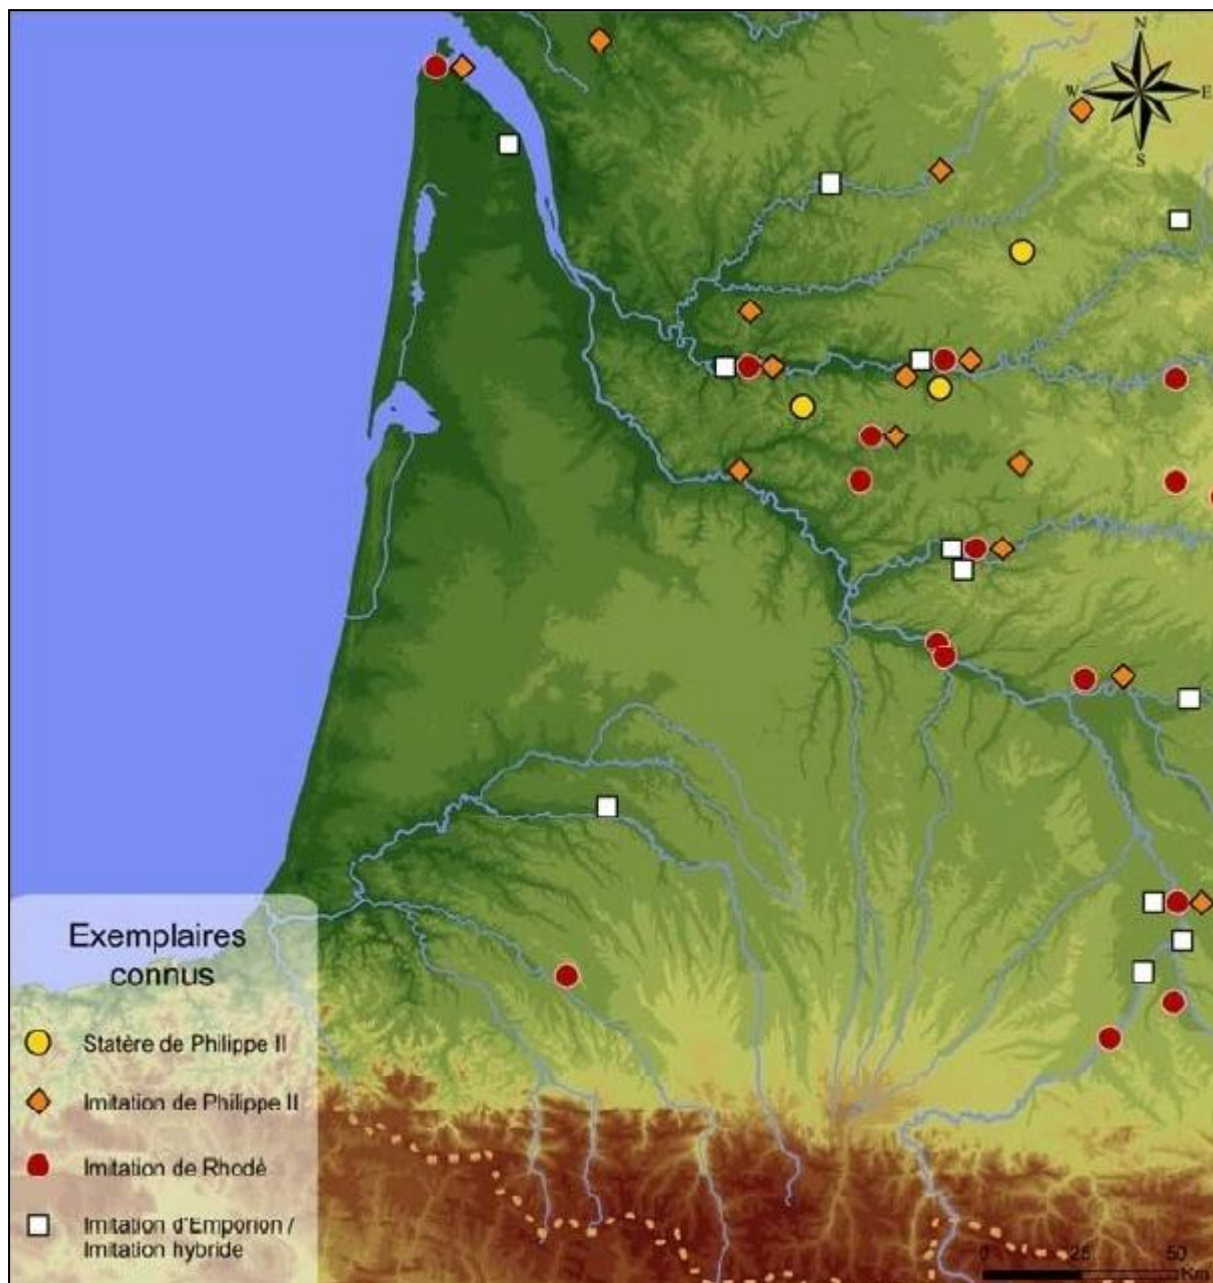 N
W
E
S
Exemplaires
connus
Statère de Philippe II
Imitation de Philippe II
Imitation de Rhodè
Imitation d'Emporion /
Imitation hybride
0 25 50
Km